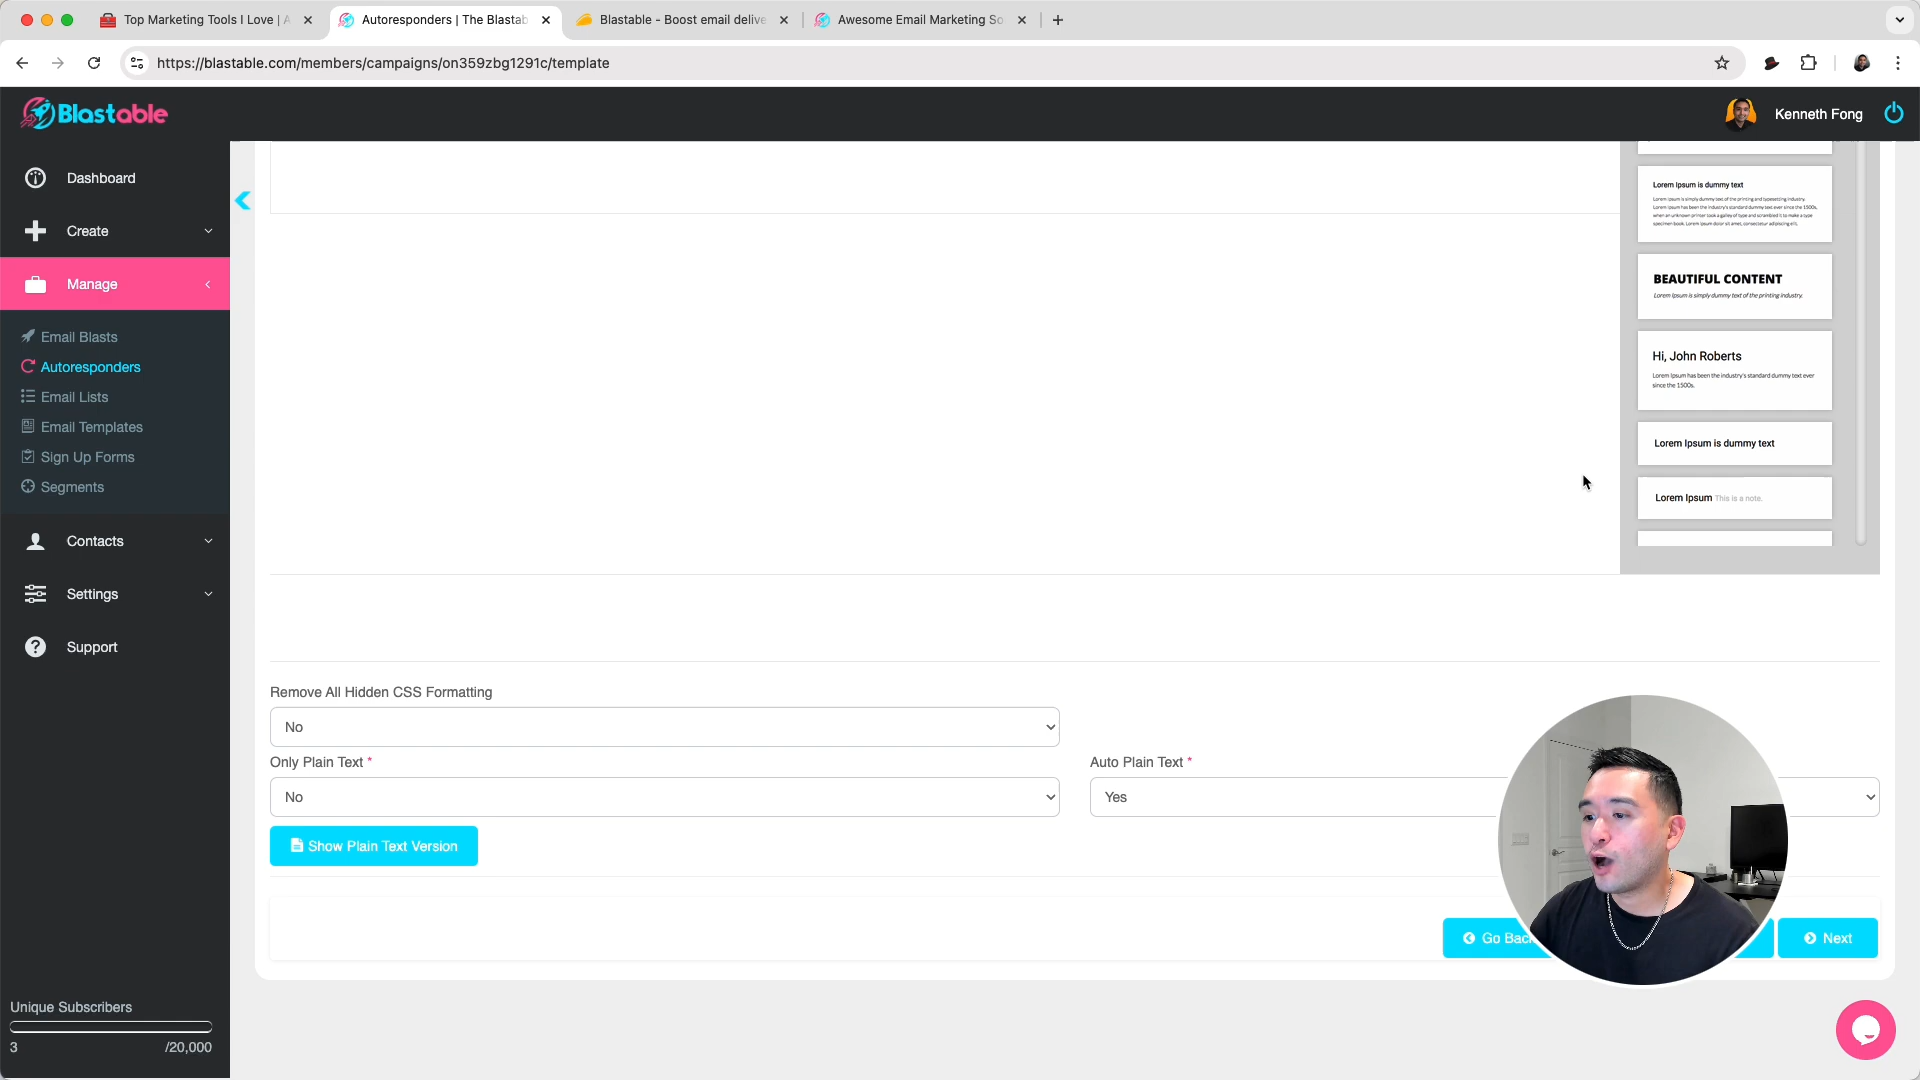 Top Marketing Tools I Love | A
Autoresponders | The Blastab
Blastable - Boost email delive
Awesome Email Marketing So
https://blastable.com/members/campaigns/on359zbg1291c/template
Blastable
Kenneth Fong
Dashboard
Create
Manage
Email Blasts
Autoresponders
Email Lists
Email Templates
Sign Up Forms
Segments
Contacts
Settings
Support
Unique Subscribers
3 /20,000
Lorem Ipsum is dummy text
Lorem Ipsum is simply dummy text of the printing and typesetting industry.
Lorem Ipsum has been the industry's standard dummy text ever since the 1500s,
when an unknown printer took a galley of type and scrambled it to make a type
specimen book. Lorem ipsum dolor sit amet, consectetur adipiscing elit.
BEAUTIFUL CONTENT
Lorem Ipsum is simply dummy text of the printing industry.
Hi, John Roberts
Lorem Ipsum has been the industry's standard dummy text ever
since the 1500s.
Lorem Ipsum is dummy text
Lorem Ipsum This is a note.
Remove All Hidden CSS Formatting
No
Only Plain Text *
No
Auto Plain Text *
Yes
Show Plain Text Version
Go Back
Next